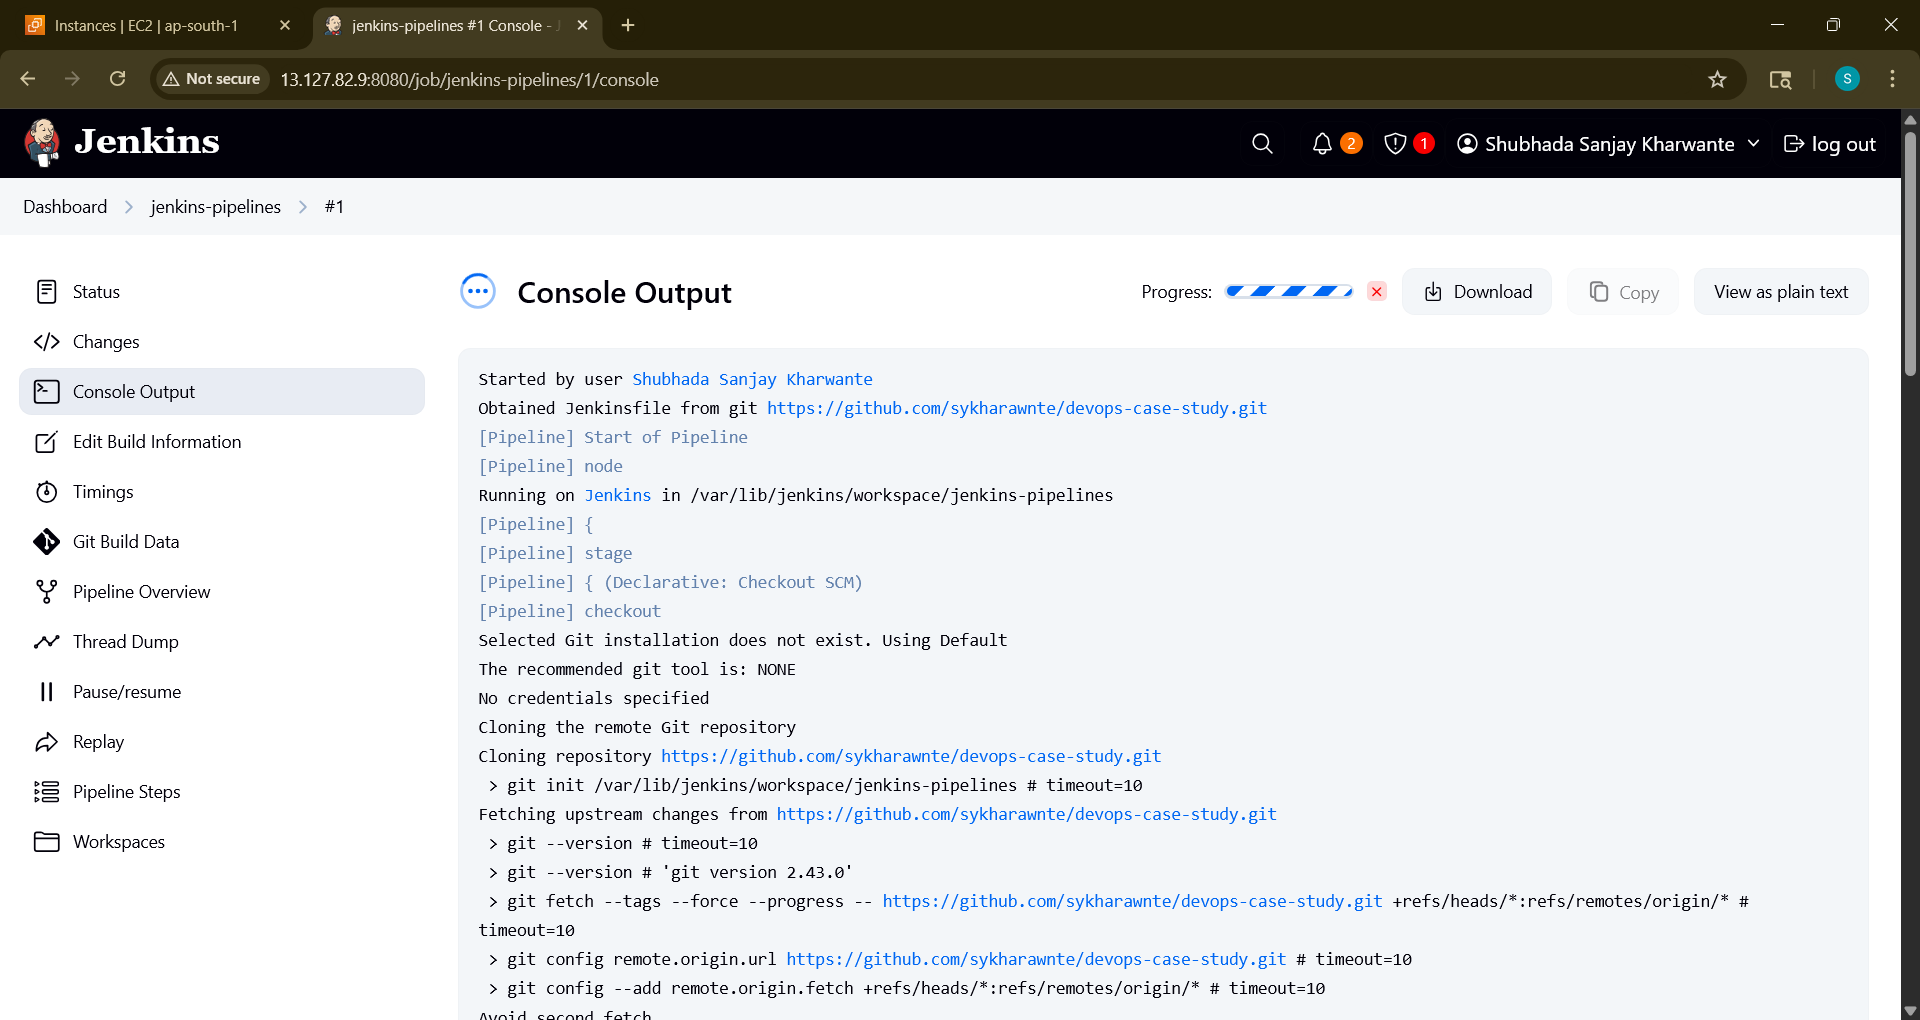 Instances | EC2 | ap-south-1
jenkins-pipelines #1 Console -
Not secure
13.127.82.9:8080/job/jenkins-pipelines/1/console
S
Jenkins
2
1
Shubhada Sanjay Kharwante
log out
Dashboard
jenkins-pipelines
#1
Status
Changes
Console Output
Edit Build Information
Timings
Git Build Data
Pipeline Overview
Thread Dump
Pause/resume
Replay
Pipeline Steps
Workspaces
Console Output
Progress:
Download
Copy
View as plain text
Started by user Shubhada Sanjay Kharwante
Obtained Jenkinsfile from git https://github.com/sykharawnte/devops-case-study.git
[Pipeline] Start of Pipeline
[Pipeline] node
Running on Jenkins in /var/lib/jenkins/workspace/jenkins-pipelines
[Pipeline] {
[Pipeline] stage
[Pipeline] { (Declarative: Checkout SCM)
[Pipeline] checkout
Selected Git installation does not exist. Using Default
The recommended git tool is: NONE
No credentials specified
Cloning the remote Git repository
Cloning repository https://github.com/sykharawnte/devops-case-study.git
> git init /var/lib/jenkins/workspace/jenkins-pipelines # timeout=10
Fetching upstream changes from https://github.com/sykharawnte/devops-case-study.git
> git --version # timeout=10
> git --version # 'git version 2.43.0'
> git fetch --tags --force --progress -- https://github.com/sykharawnte/devops-case-study.git +refs/heads/*:refs/remotes/origin/* #
timeout=10
> git config remote.origin.url https://github.com/sykharawnte/devops-case-study.git # timeout=10
> git config --add remote.origin.fetch +refs/heads/*:refs/remotes/origin/* # timeout=10
Avoid second fetch